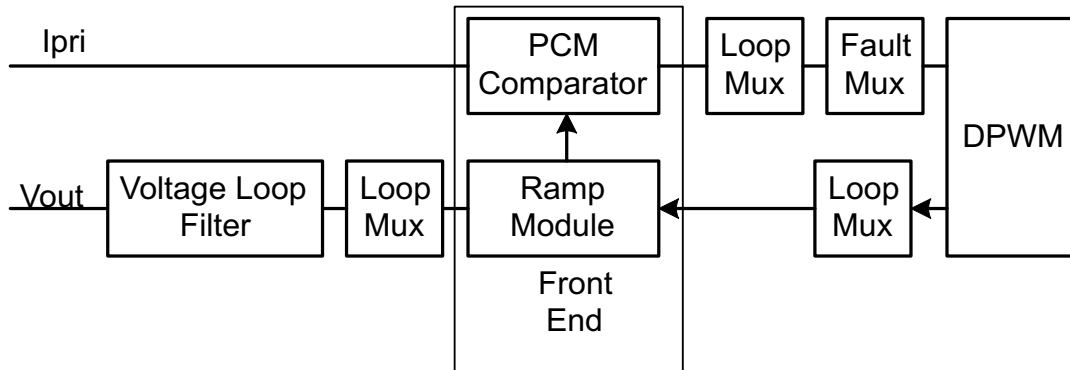 Ipri
PCM
Comparator
Loop
Mux
Fault
Mux
DPWM
Vout
Voltage Loop
Filter
Loop
Mux
Ramp
Module
Loop
Mux
Front
End